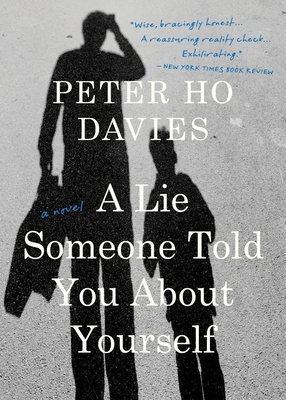 "Wise, bracingly honest...
A reassuring reality check...
Exhilirating."
— NEW YORK TIMES BOOK REVIEW
PETER HO
DAVIES
a novel
A Lie
Someone Told
You About
Yourself